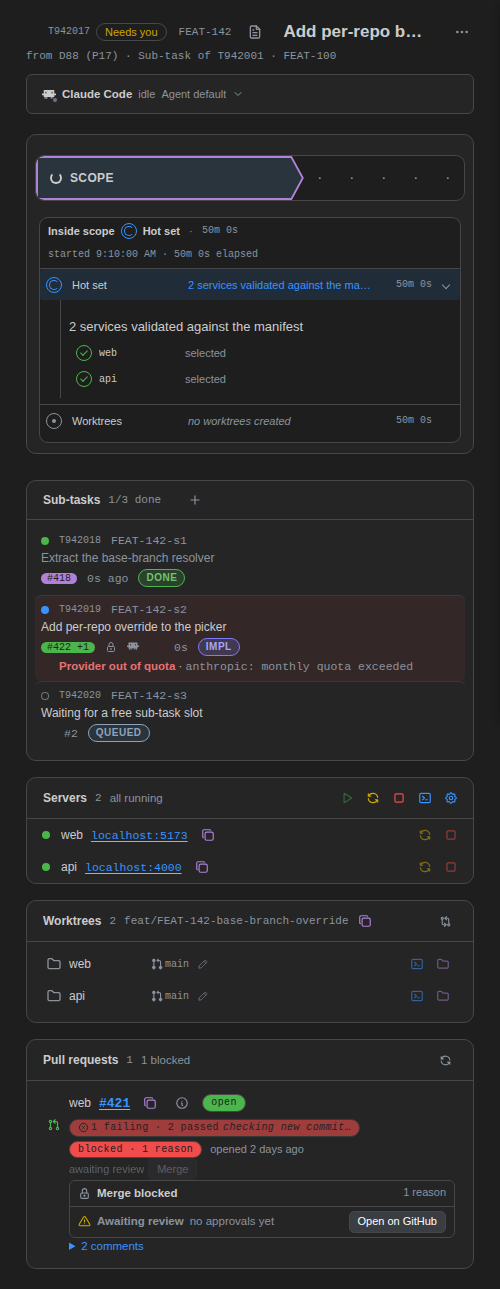 T942017 Needs you FEAT-142 Add per-repo b…
from D88 (P17) · Sub-task of T942001 · FEAT-100
Claude Code idle Agent default
SCOPE
Inside scope Hot set · 50m 0s
started 9:10:00 AM · 50m 0s elapsed
Hot set 2 services validated against the ma… 50m 0s
2 services validated against the manifest
web selected
api selected
Worktrees no worktrees created 50m 0s
Sub-tasks 1/3 done
T942018 FEAT-142-s1
Extract the base-branch resolver
#418 0s ago DONE
T942019 FEAT-142-s2
Add per-repo override to the picker
#422 +1 0s IMPL
Provider out of quota · anthropic: monthly quota exceeded
T942020 FEAT-142-s3
Waiting for a free sub-task slot
#2 QUEUED
Servers 2 all running
web localhost:5173
api localhost:4000
Worktrees 2 feat/FEAT-142-base-branch-override
web main
api main
Pull requests 1 1 blocked
web #421 open
1 failing · 2 passed checking new commit…
blocked · 1 reason opened 2 days ago
awaiting review Merge
Merge blocked 1 reason
Awaiting review no approvals yet Open on GitHub
2 comments